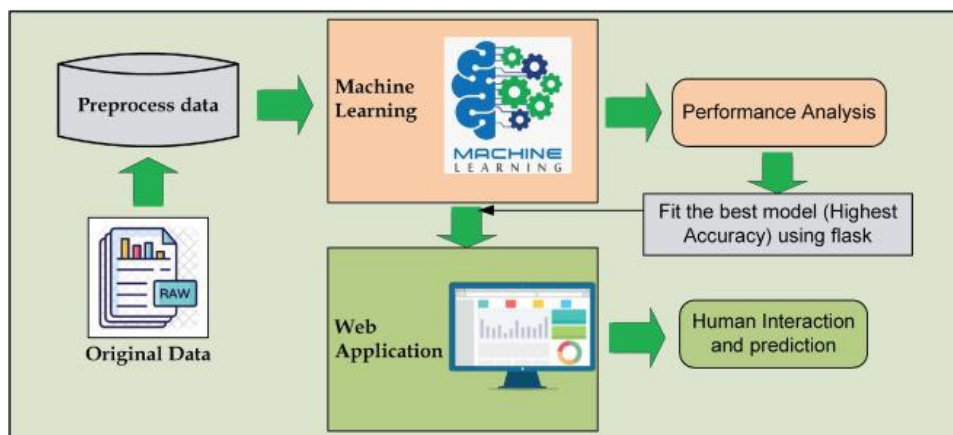 Preprocess data
Machine
Learning
MACHINE
LEARNING
Performance Analysis
Fit the best model (Highest
Accuracy) using flask
RAW
Original Data
Web
Application
Human Interaction
and prediction